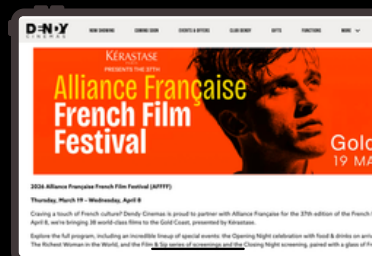 DENDY
CINEMAS
NOW SHOWING COMING SOON EVENTS & OFFERS CLUB DENDY GIFTS FUNCTIONS MORE
KÉRASTASE
PRESENTS THE 37TH
Alliance Française
French Film
Festival
Gold
19 MA
2026 Alliance Française French Film Festival (AFFFF)
Thursday, March 19 - Wednesday, April 8
Craving a touch of French culture? Dendy Cinemas is proud to partner with Alliance Française for the 37th edition of the French
April 8, we're bringing 38 world-class films to the Gold Coast, presented by Kérastase.
Explore the full program, including an incredible lineup of special events: the Opening Night celebration with food & drinks on
The Richest Woman in the World, and the Film & Sip series of screenings and the Closing Night screening, paired with a glass of